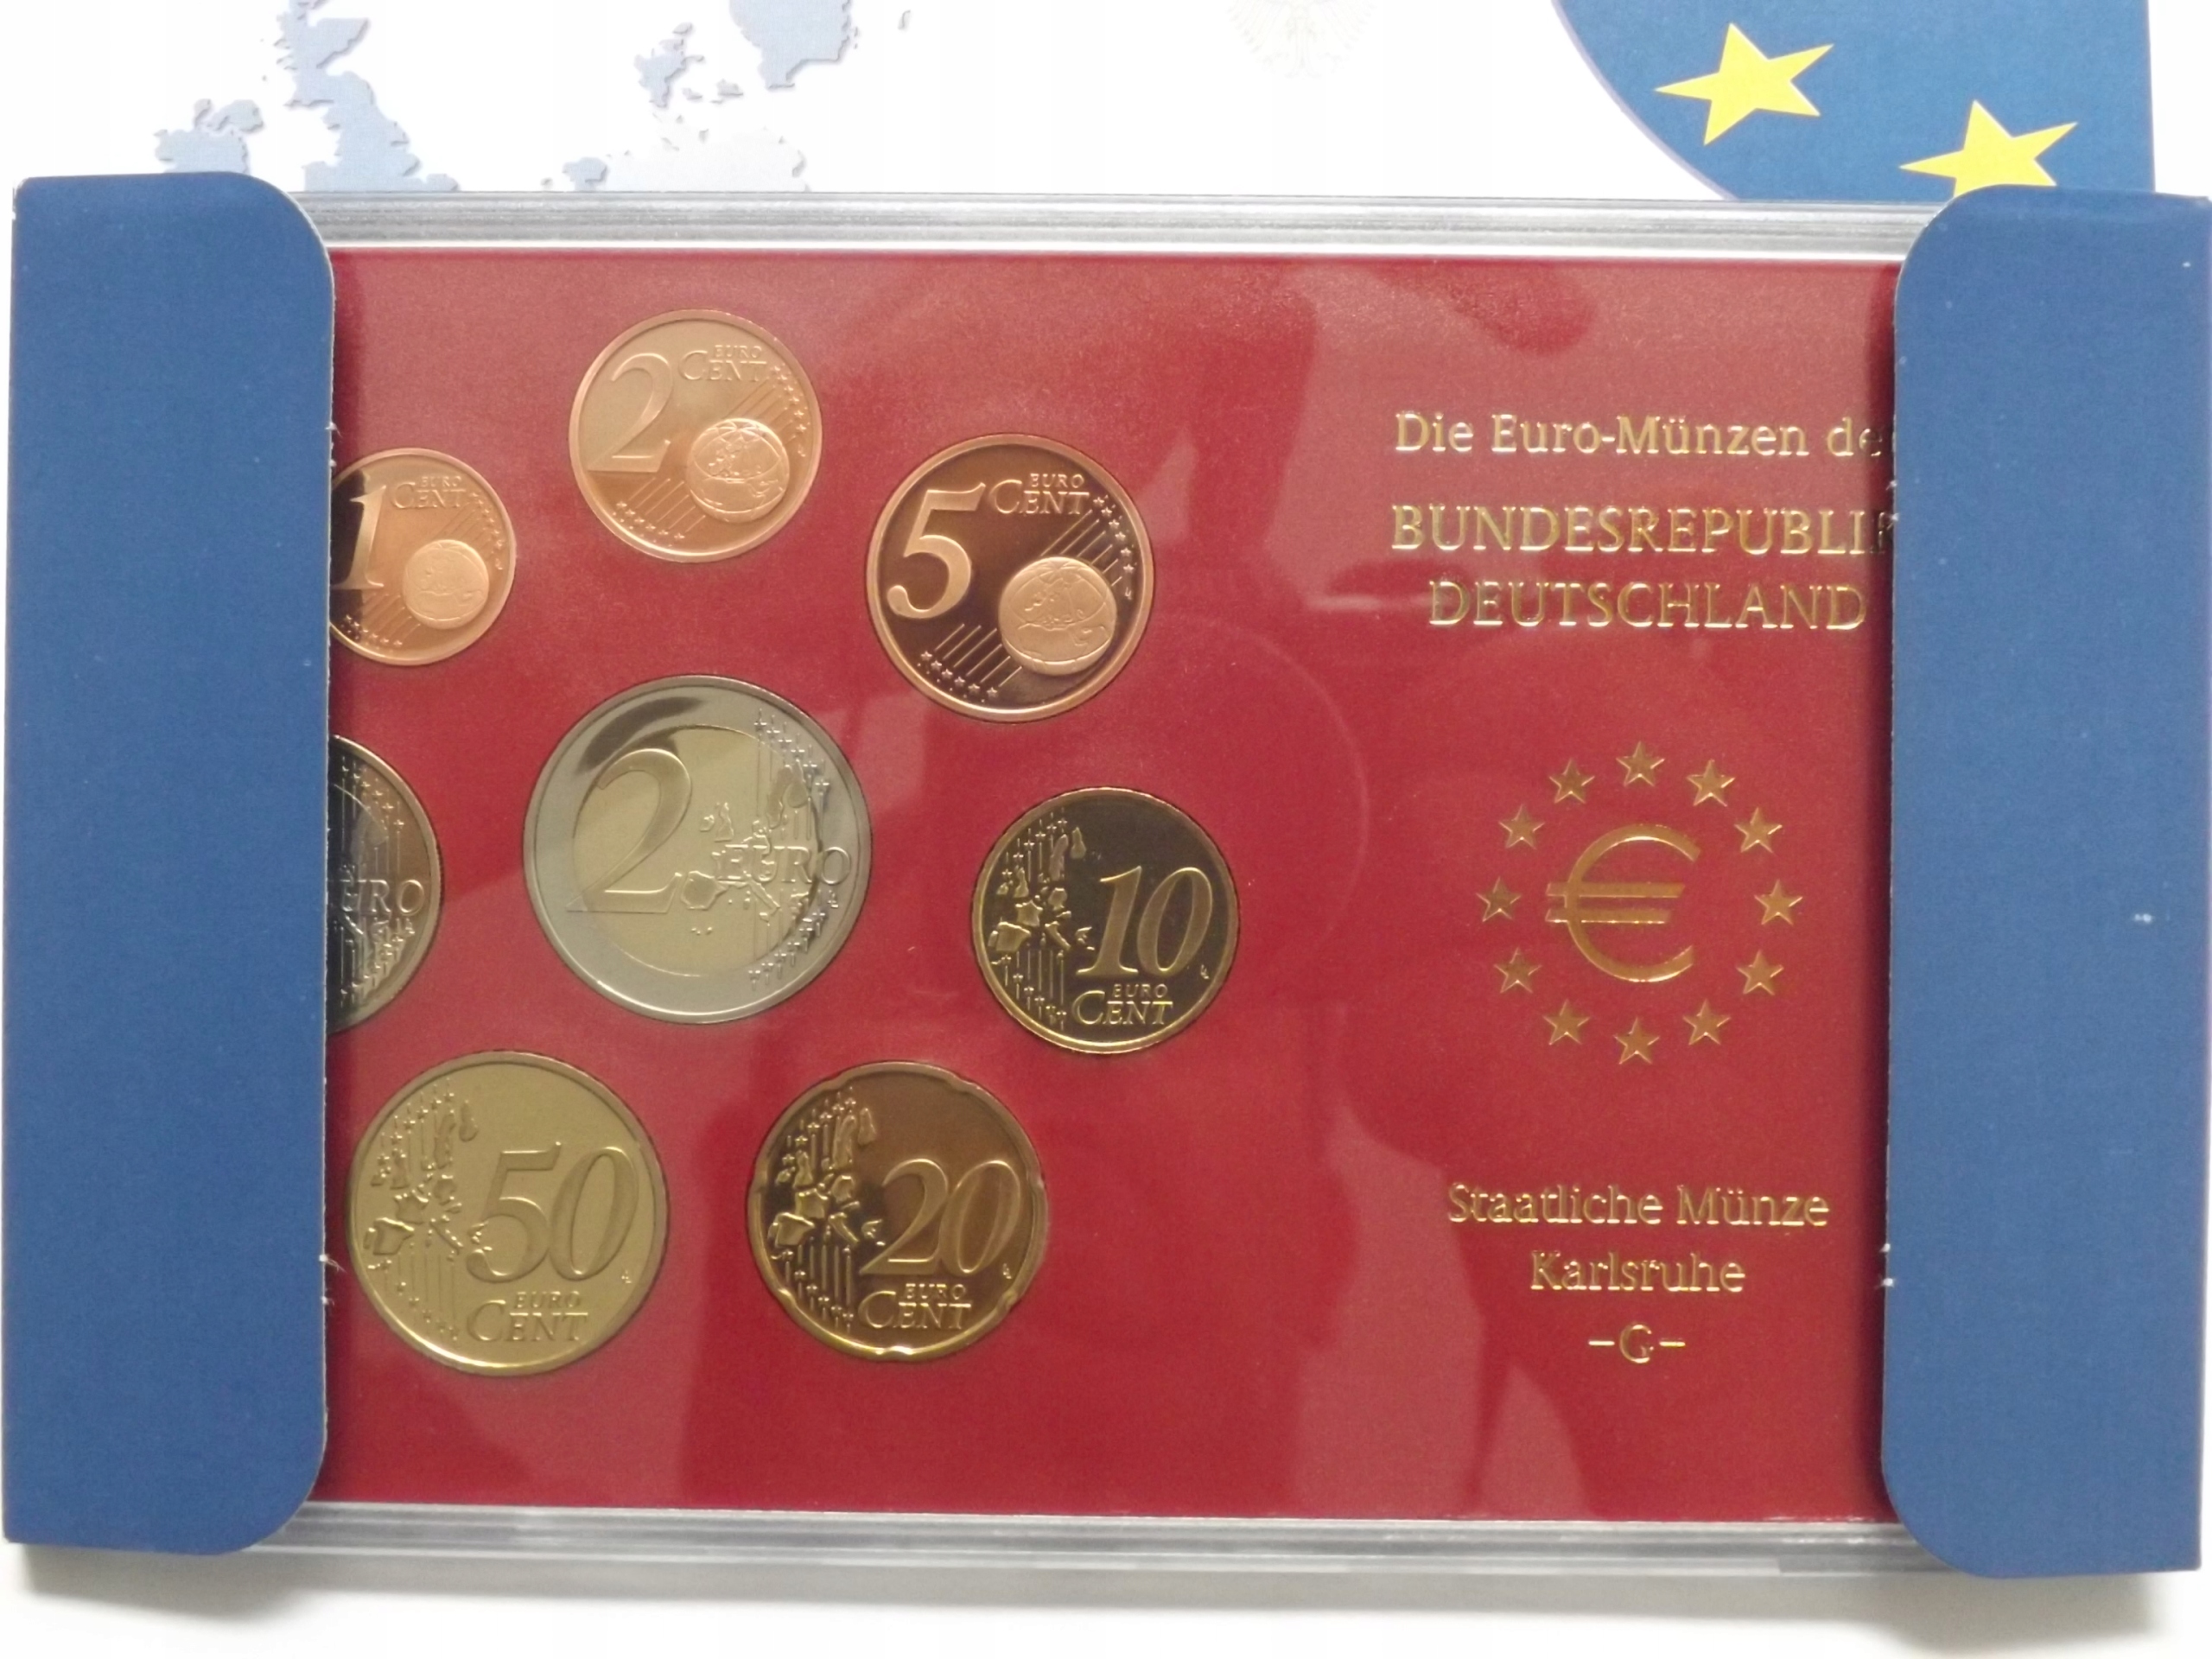 2 EURO
CENT
1 EURO
CENT
5 EURO
CENT
Die Euro-Münzen de
BUNDESREPUBLI
DEUTSCHLAND
URO
2 EURO
10
EURO
CENT
€
50
EURO
CENT
20
EURO
CENT
Staatliche Münze
Karlsruhe
-G-